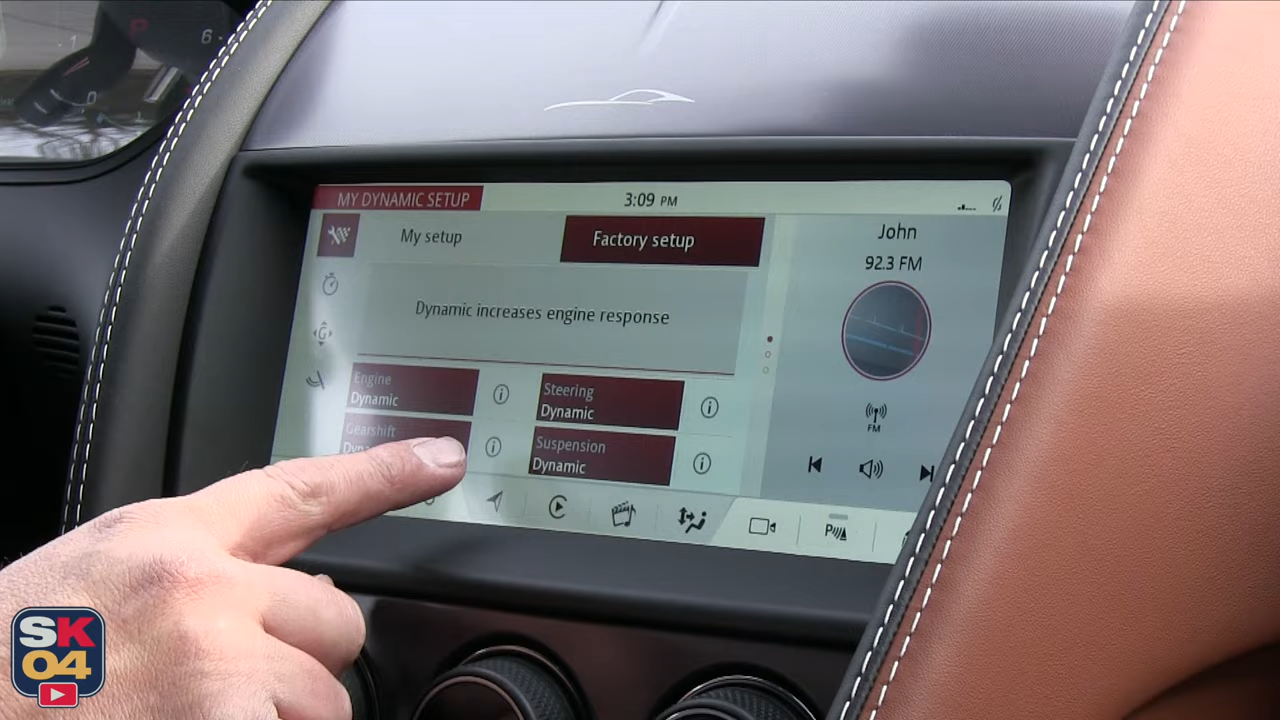 P
6
MY DYNAMIC SETUP
3:09 PM
My setup
Factory setup
John
92.3 FM
Dynamic increases engine response
Engine
Dynamic
Steering
Dynamic
Gearshift
Suspension
Dynamic
FM
SK
04